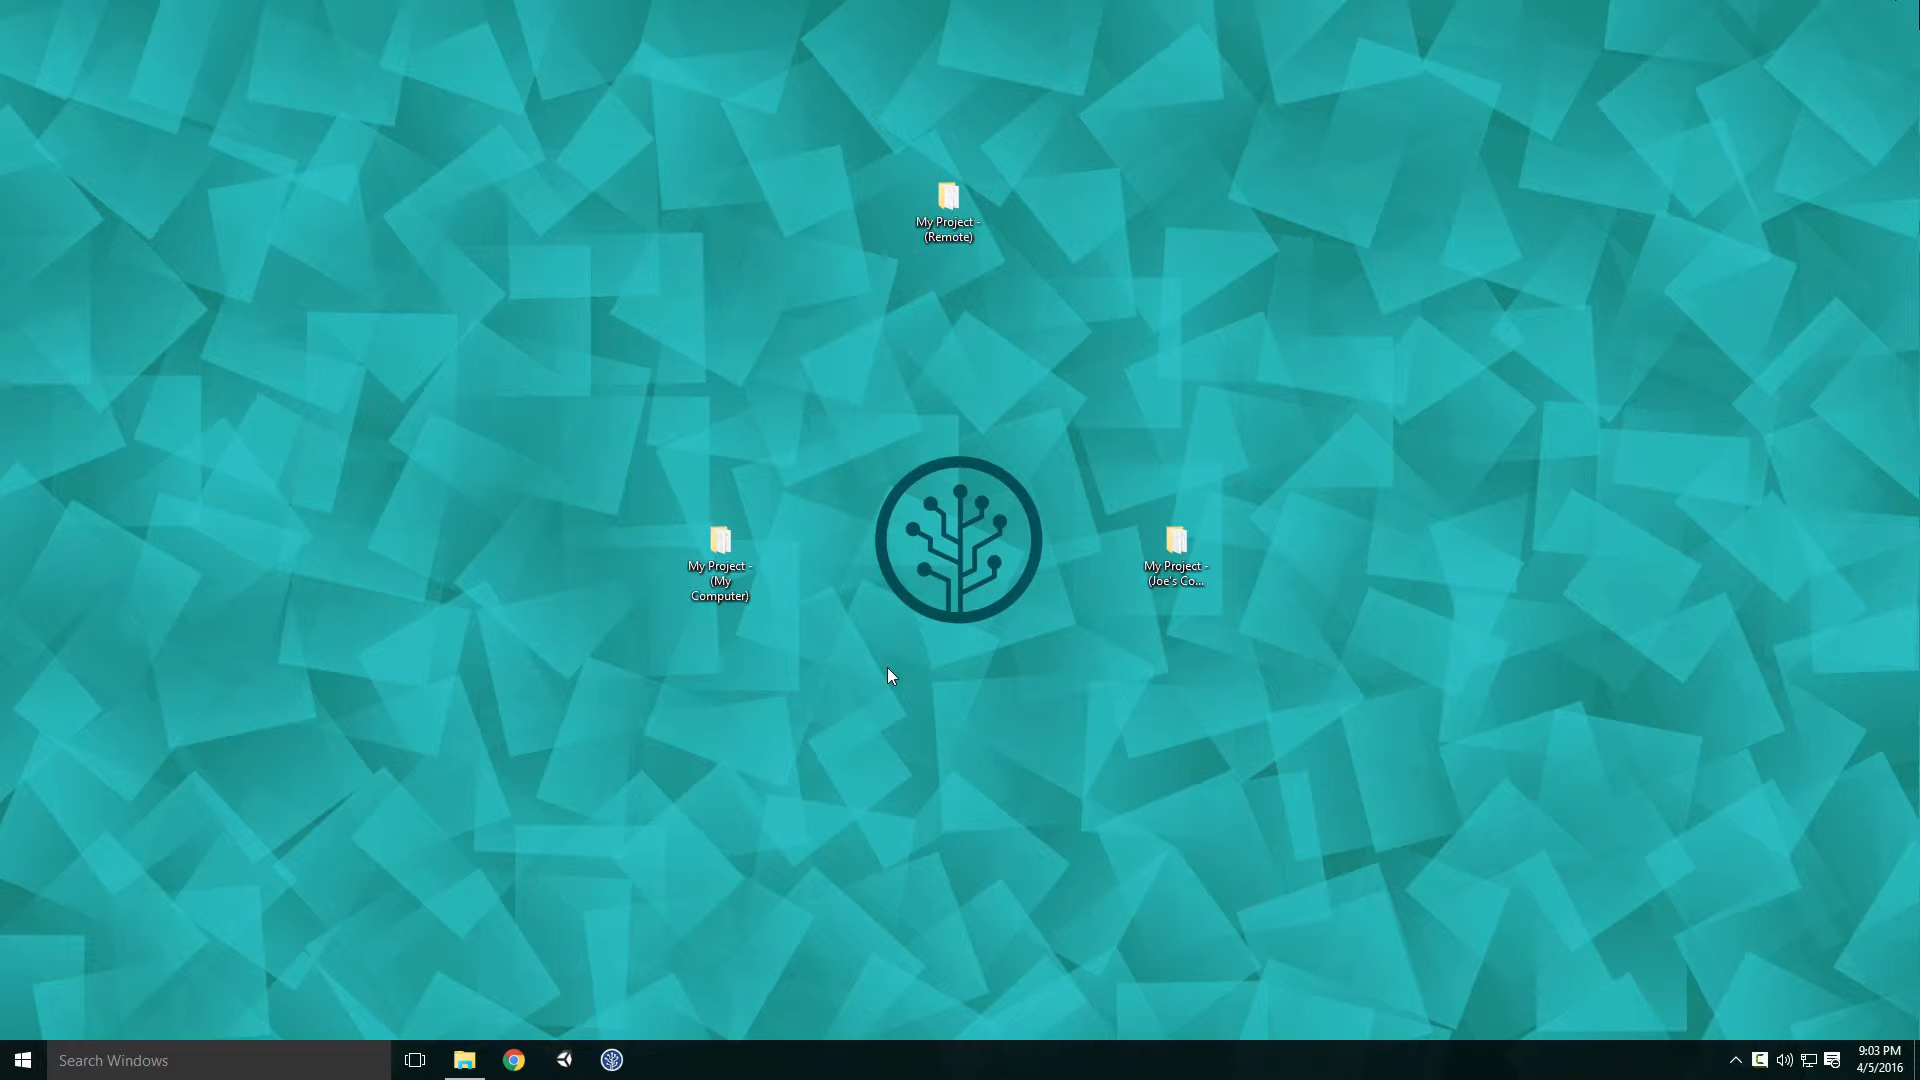 My Project -
(Remote)
My Project -
(My
Computer)
My Project -
(Joe's Co...
Search Windows
9:03 PM
4/5/2016